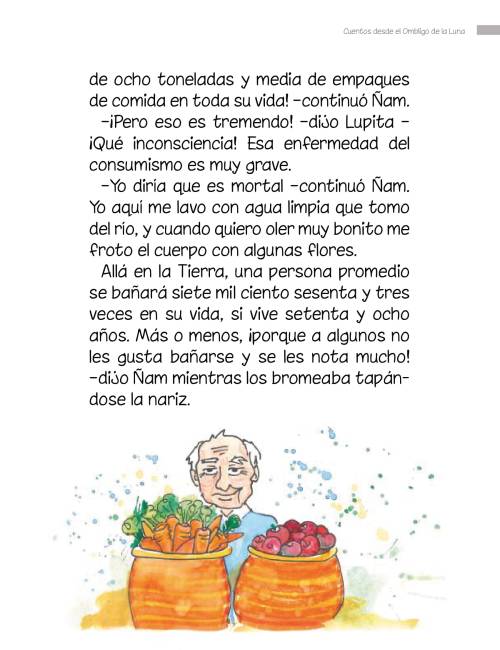 Cuentos desde el Ombligo de la Luna
de ocho toneladas y media de empaques
de comida en toda su vida! –continuó Ñam.
–¡Pero eso es tremendo! –dijo Lupita –
¡Qué inconsciencia! Esa enfermedad del
consumismo es muy grave.
–Yo diría que es mortal –continuó Ñam.
Yo aquí me lavo con agua limpia que tomo
del río, y cuando quiero oler muy bonito me
froto el cuerpo con algunas flores.
Allá en la Tierra, una persona promedio
se bañará siete mil ciento sesenta y tres
veces en su vida, si vive setenta y ocho
años. Más o menos, ¡porque a algunos no
les gusta bañarse y se les nota mucho!
–dijo Ñam mientras los bromeaba tapán-
dose la nariz.